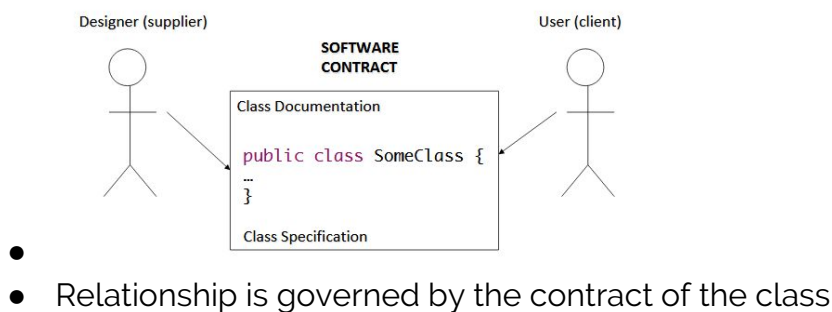 Designer (supplier)
User (client)
SOFTWARE
CONTRACT
Class Documentation
public class SomeClass {
…
}
Class Specification
●
● Relationship is governed by the contract of the class